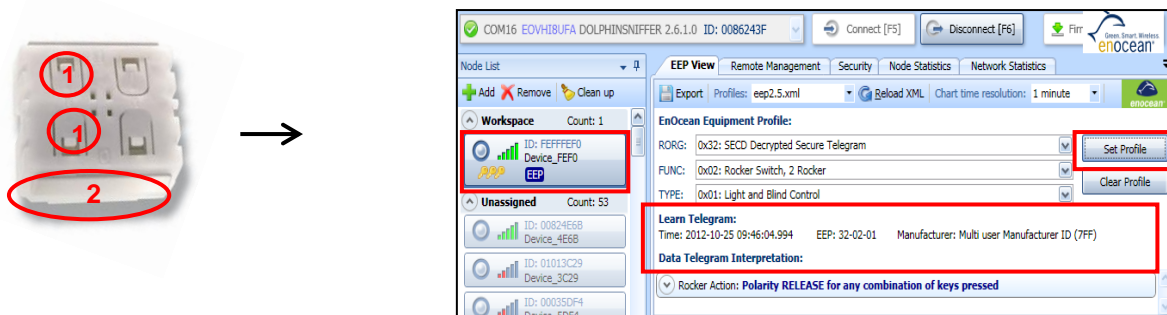 1
1
2
COM16 EOVHI8UFA DOLPHINSNIFFER 2.6.1.0 ID: 0086243F
Connect [F5]
Disconnect [F6]
Fir
Green. Smart. Wireless
enocean®
Node List
Add Remove Clean up
Workspace Count: 1
ID: FEFFFEF0
Device_FEF0
EEP
Unassigned Count: 53
ID: 00824E6B
Device_4E6B
ID: 01013C29
Device_3C29
ID: 00035DF4
Device_5DF4
EEP View Remote Management Security Node Statistics Network Statistics
Export Profiles: eep2.5.xml Reload XML Chart time resolution: 1 minute
enocean
EnOcean Equipment Profile:
RORG: 0x32: SECD Decrypted Secure Telegram Set Profile
FUNC: 0x02: Rocker Switch, 2 Rocker
Clear Profile
TYPE: 0x01: Light and Blind Control
Learn Telegram:
Time: 2012-10-25 09:46:04.994 EEP: 32-02-01 Manufacturer: Multi user Manufacturer ID (7FF)
Data Telegram Interpretation:
Rocker Action: Polarity RELEASE for any combination of keys pressed